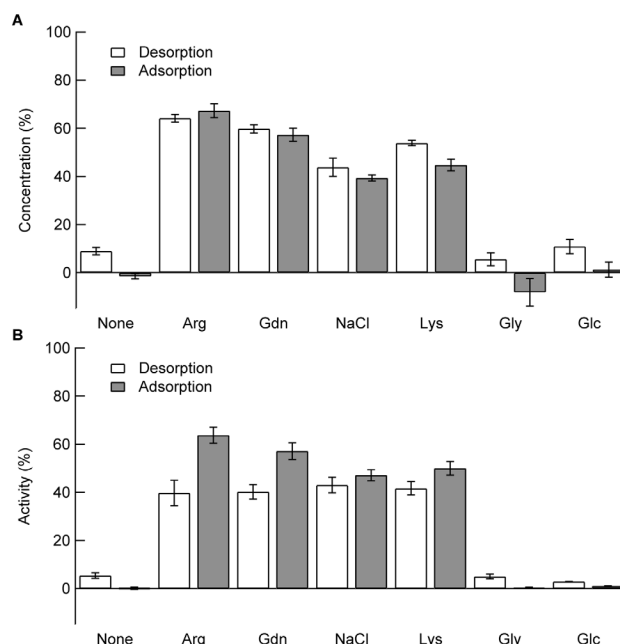 A
100
80
60
40
20
0
Concentration (%)
Desorption
Adsorption
None Arg Gdn NaCl Lys Gly Glc
B
100
80
60
40
20
0
Activity (%)
Desorption
Adsorption
None Arg Gdn NaCl Lys Gly Glc